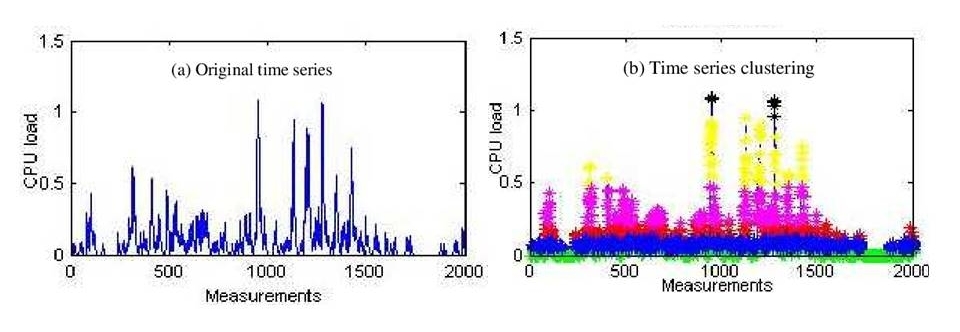 1.5
(a) Original time series
1
CPU load
0.5
0
0 500 1000 1500 2000
Measurements
1.5
(b) Time series clustering
1
CPU load
0.5
0
0 500 1000 1500 2000
Measurements